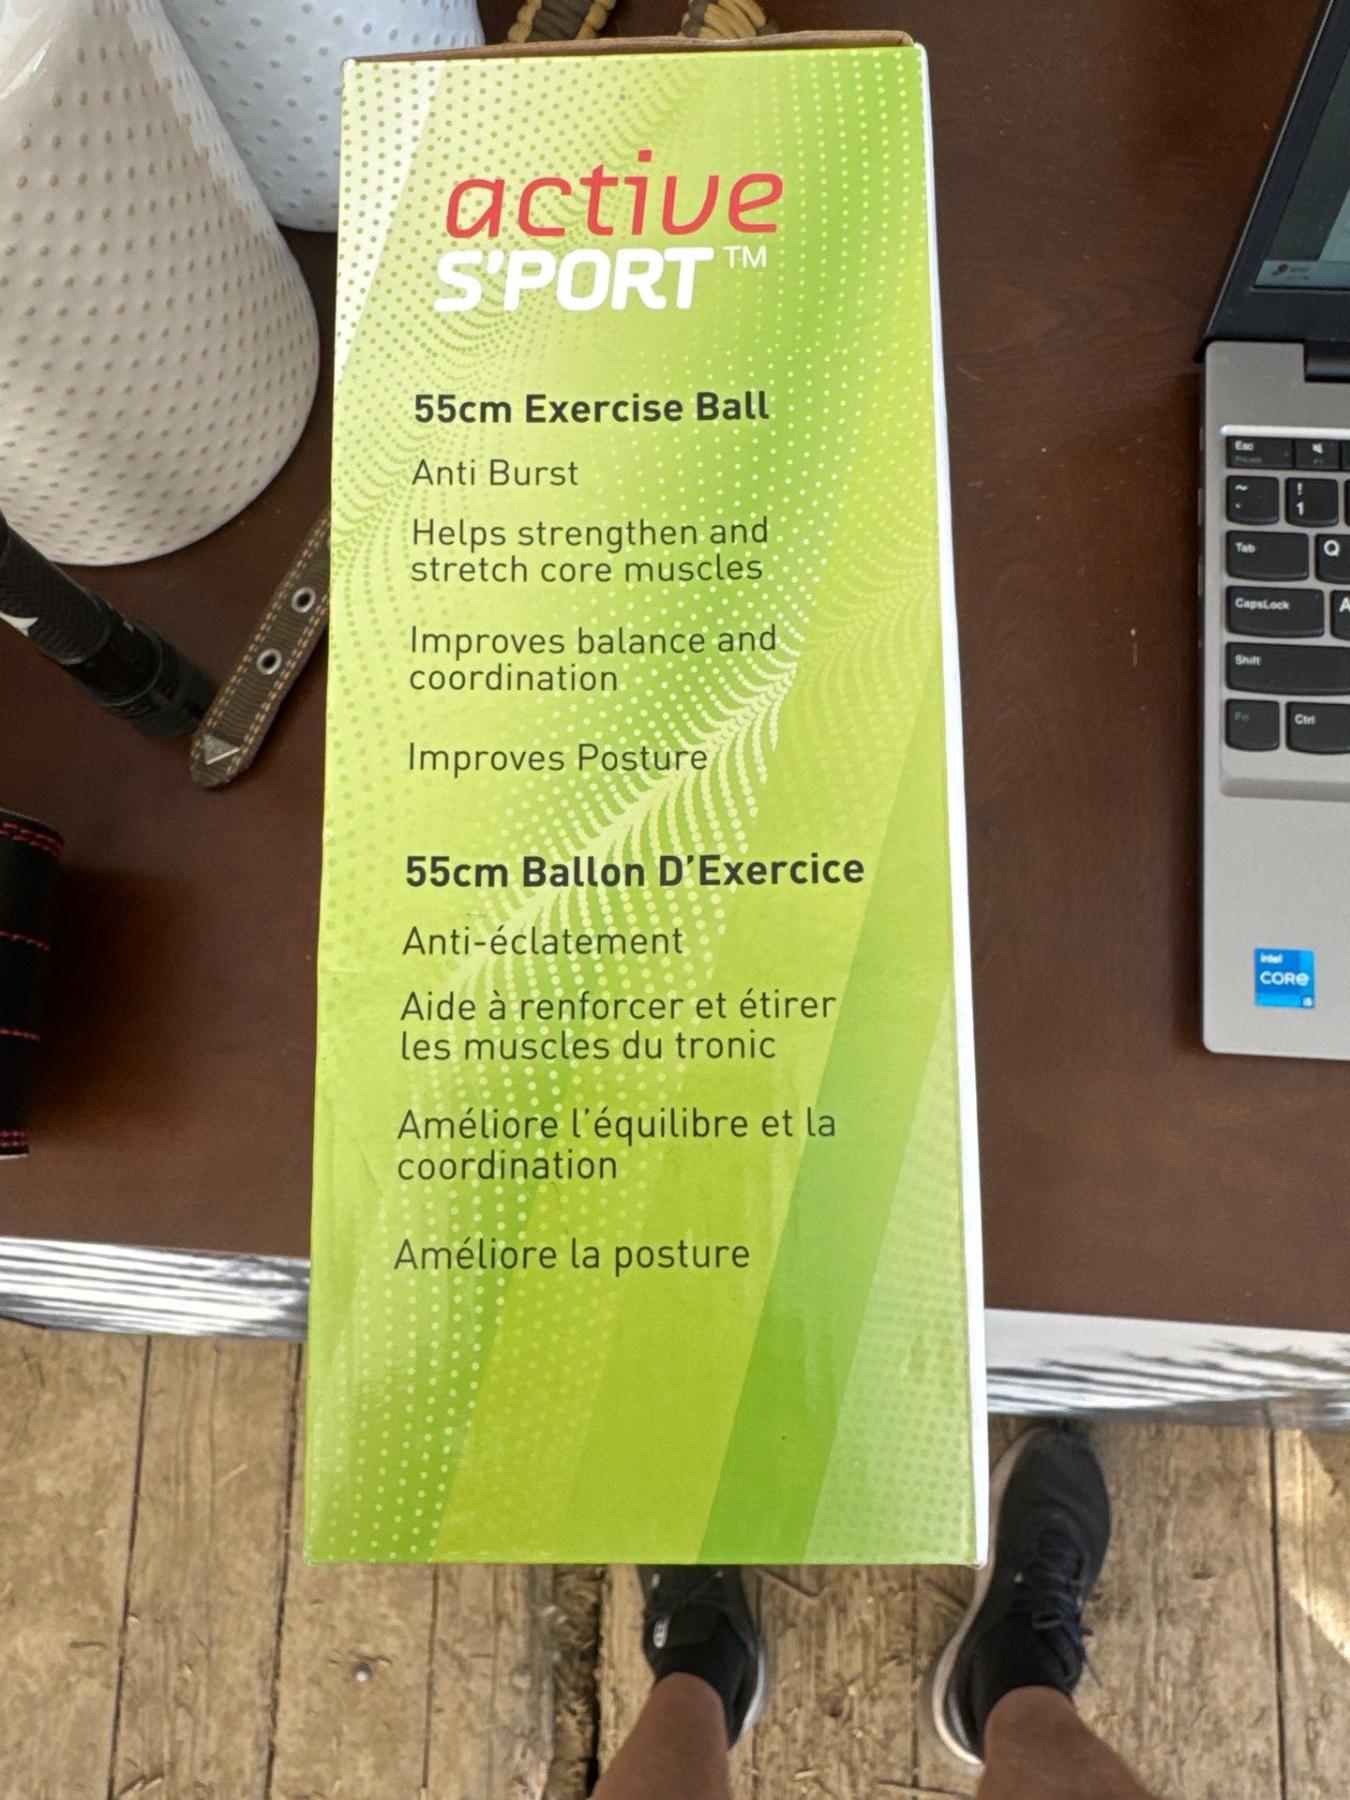 active
S'PORT™
55cm Exercise Ball
Anti Burst
Helps strengthen and
stretch core muscles
Improves balance and
coordination
Improves Posture
55cm Ballon D'Exercice
Anti-éclatement
Aide à renforcer et étirer
les muscles du tronic
Améliore l'équilibre et la
coordination
Améliore la posture
Esc
~
!
1
Tab
Q
CapsLock
A
Shift
Fn
Ctrl
intel
CORE
i5